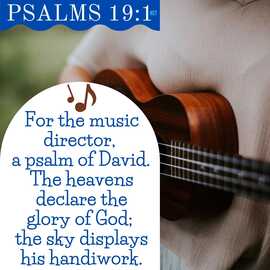 PSALMS 19:1
For the music
director,
a psalm of David.
The heavens
declare the
glory of God;
the sky displays
his handiwork.